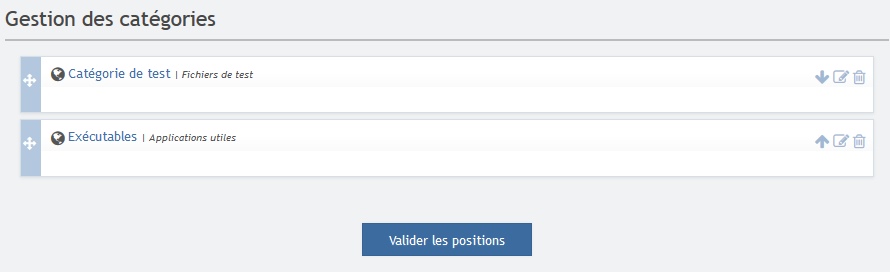 Gestion des catégories
Catégorie de test | Fichiers de test
Exécutables | Applications utiles
Valider les positions